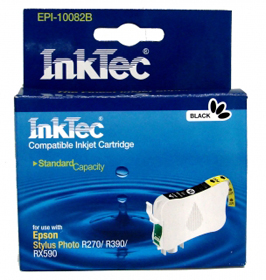 EPI-10082B
InkTec
InkTec
BLACK
Compatible Inkjet Cartridge
Standard Capacity
for use with
Epson
Stylus Photo R270/ R390/
RX590